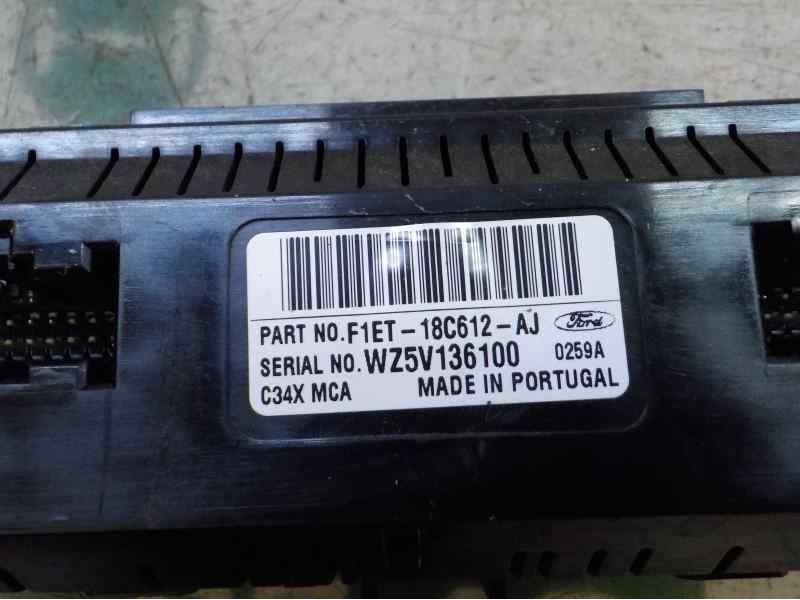 PART NO. F1ET-18C612-AJ Ford
SERIAL NO. WZ5V136100 0259A
C34X MCA MADE IN PORTUGAL